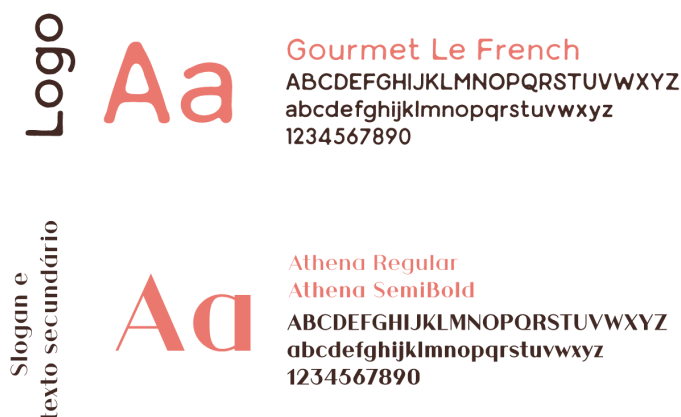 Logo
Aa
Gourmet Le French
ABCDEFGHIJKLMNOPQRSTUVWXYZ
abcdefghijklmnopqrstuvwxyz
1234567890
Slogan e
texto secundário
Aa
Athena Regular
Athena SemiBold
ABCDEFGHIJKLMNOPQRSTUVWXYZ
abcdefghijklmnopqrstuvwxyz
1234567890